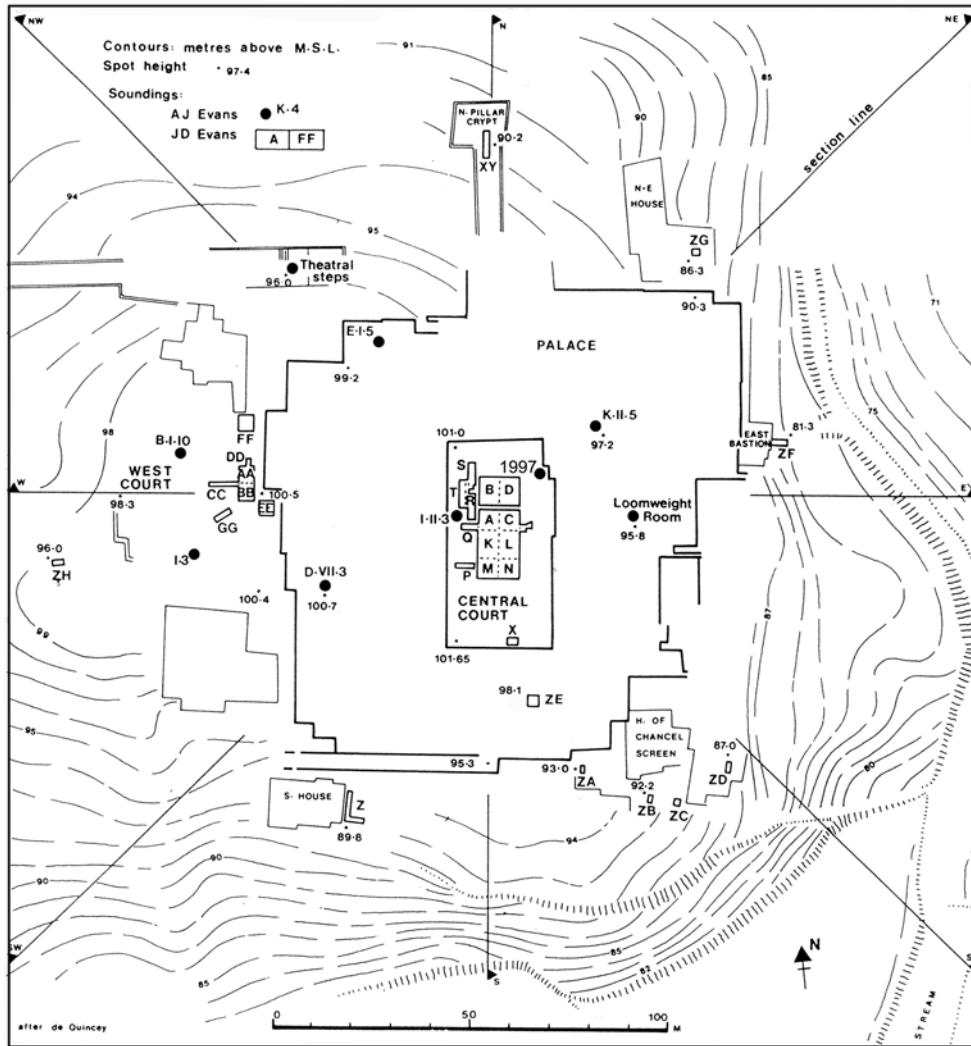 NW
N
NE
Contours: metres above M.S.L.
Spot height · 97·4
Soundings:
AJ Evans ● K·4
JD Evans A FF
91
85
90
N·PILLAR
CRYPT
90·2
XY
section line
N-E
HOUSE
94
95
ZG
86·3
Theatral
steps
96·0
90·3
71
E·I·5
PALACE
99·2
75
K·II·5
97·2
81·3
EAST
BASTION
ZF
98
FF
B·I·10
101·0
1997
DD
S
WEST
COURT
AA
T
B D
R
W
CC
BB
100·5
E
98·3
EE
I·II·3
A C
Loomweight
Room
GG
Q
95·8
K L
96·0
I·3
ZH
P
M N
D·VII·3
100·4
100·7
CENTRAL
COURT
87
X
99
101·65
98·1
ZE
H. OF
CHANCEL
SCREEN
95
87·0
80
95·3
93·0
ZA
ZD
S· HOUSE
Z
92·2
ZB
ZC
89·8
94
90
90
SW
85
82
N
S
S
85
STREAM
after de Quincey
0 50 100
M